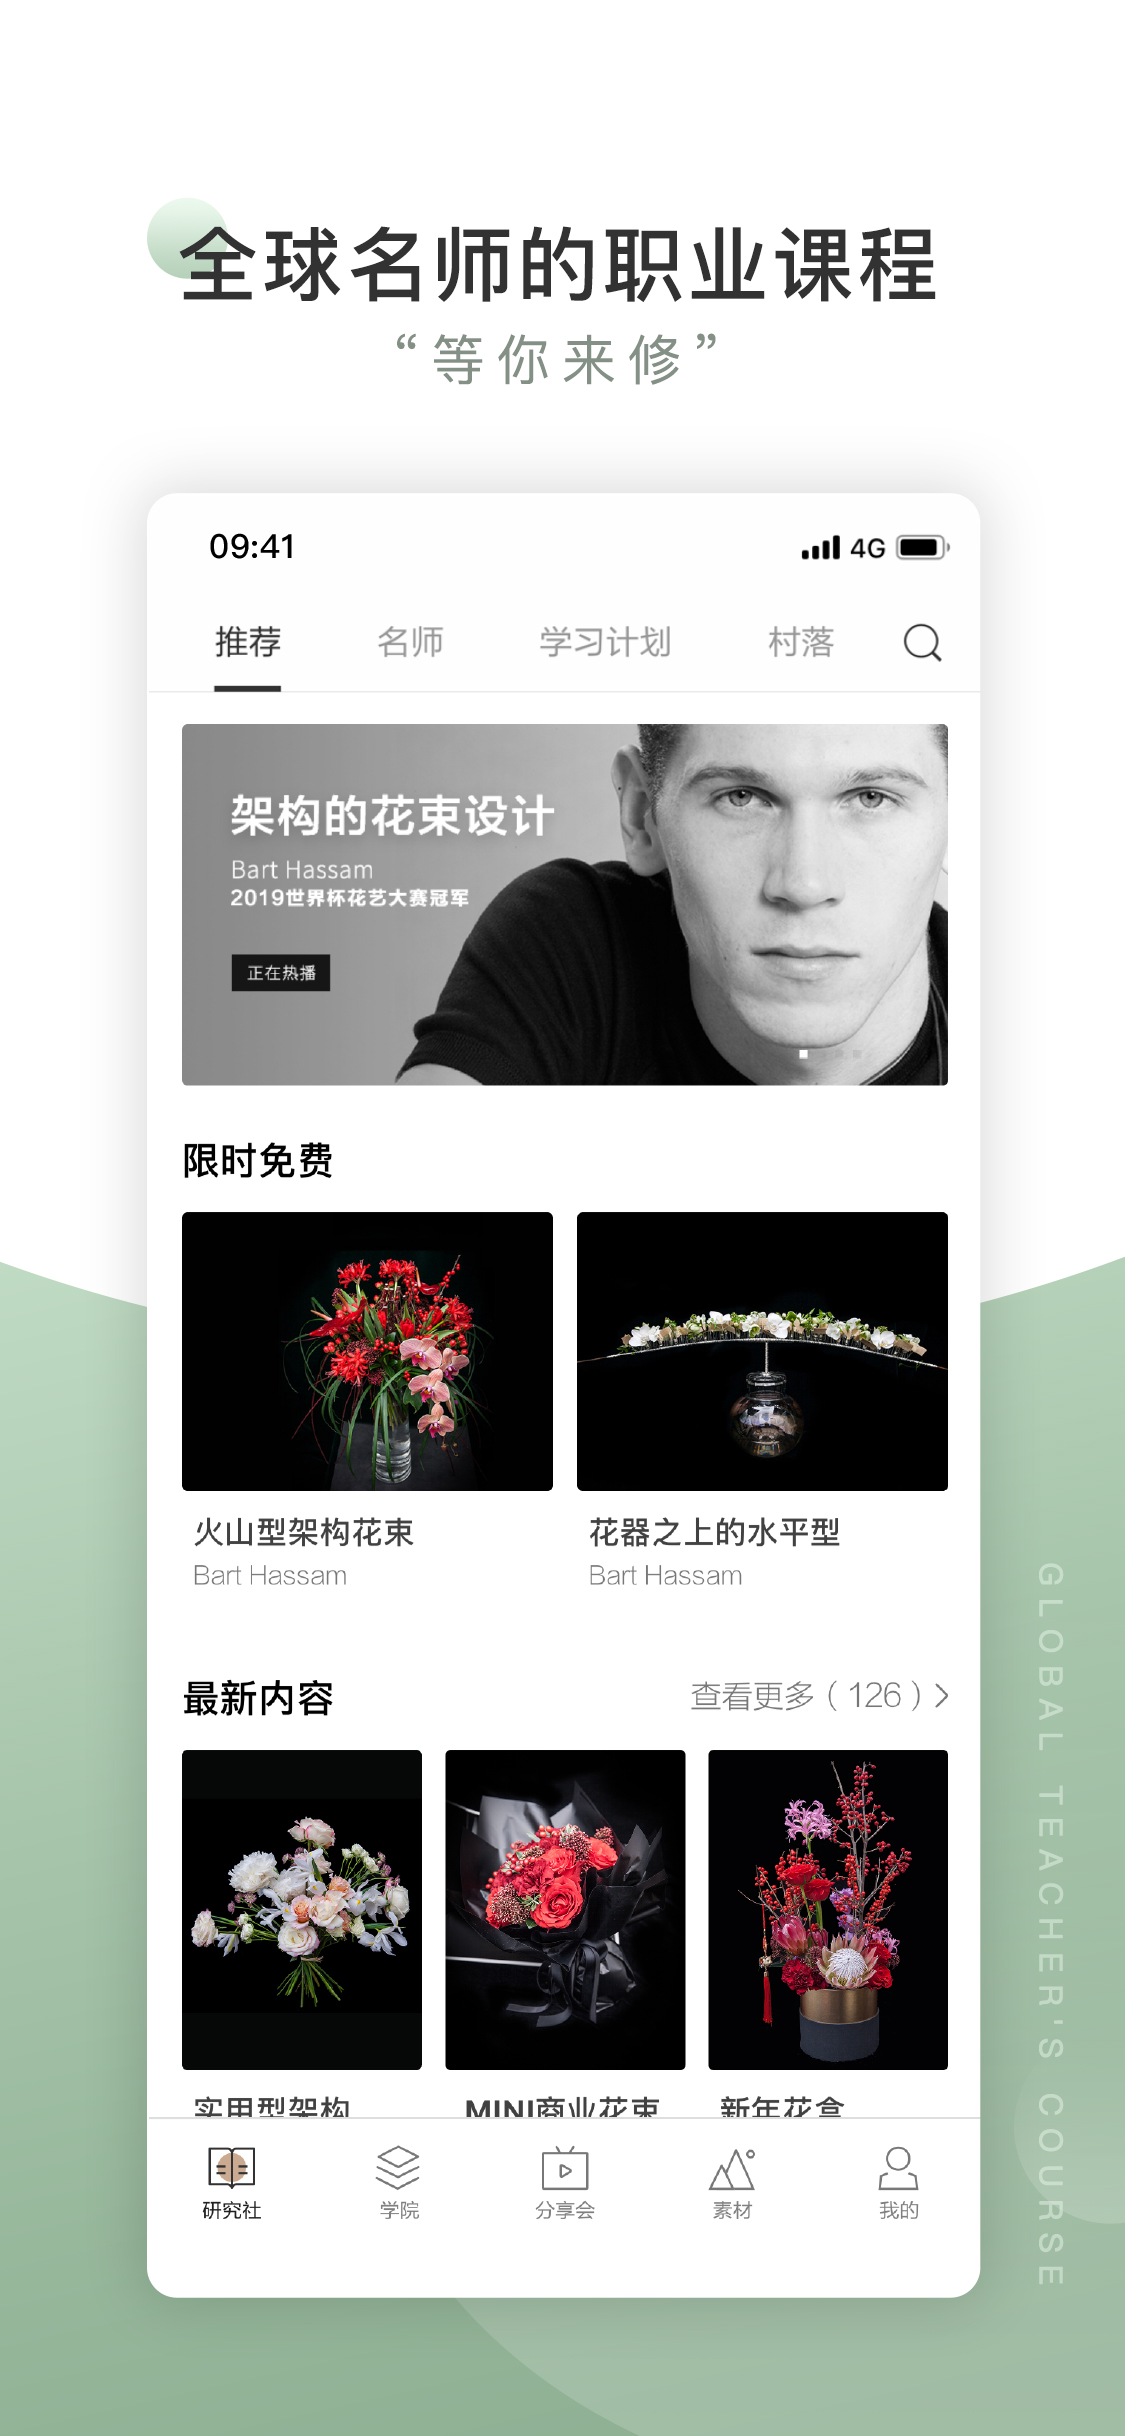 全球名师的职业课程
“等你来修”
09:41
4G
推荐 名师 学习计划 村落
架构的花束设计
Bart Hassam
2019世界杯花艺大赛冠军
正在热播
限时免费
火山型架构花束
Bart Hassam
花器之上的水平型
Bart Hassam
最新内容
查看更多（126）
实用型架构
MINI商业花束
新年花盒
研究社 学院 分享会 素材 我的
GLOBAL TEACHER'S COURSE